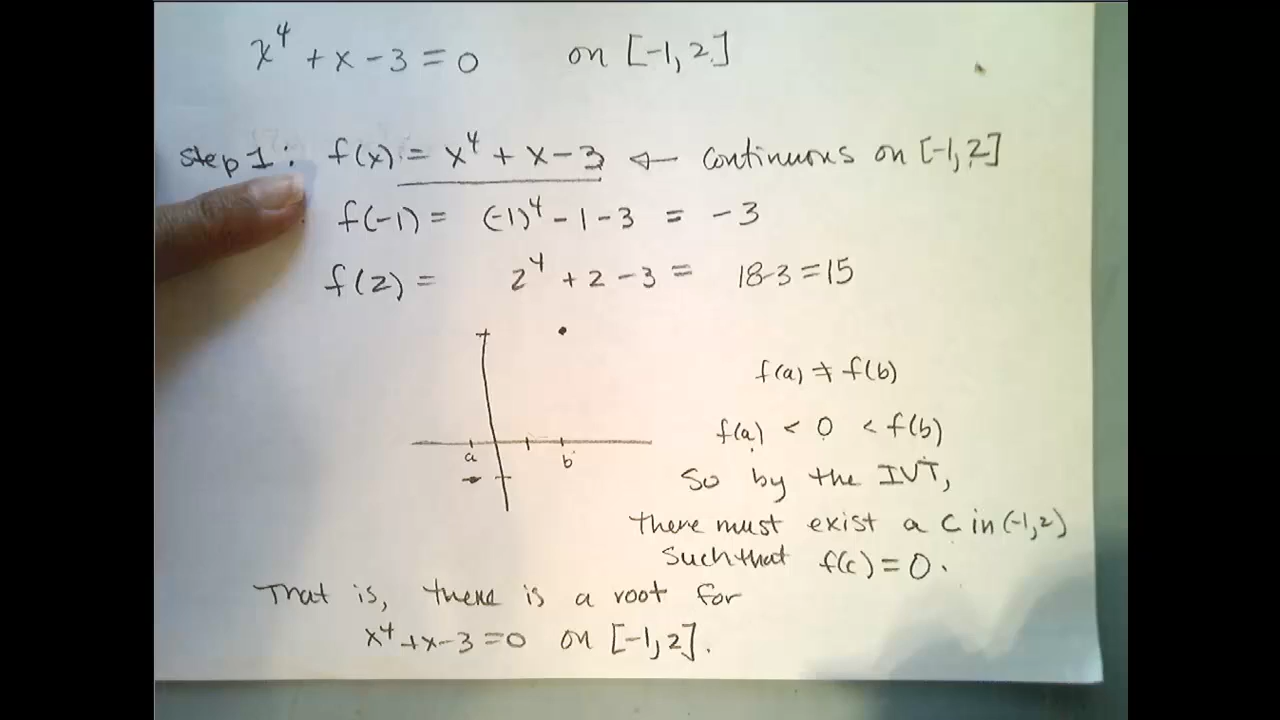 x⁴ + x - 3 = 0 on [-1, 2]
Step 1: f(x) = x⁴ + x - 3 ← continuous on [-1, 2]
f(-1) = (-1)⁴ - 1 - 3 = -3
f(2) = 2⁴ + 2 - 3 = 18-3 = 15
f(a) ≠ f(b)
f(a) < 0 < f(b)
a b
So by the IVT,
there must exist a c in (-1, 2)
such that f(c) = 0.
That is, there is a root for
x⁴ + x - 3 = 0 on [-1, 2].